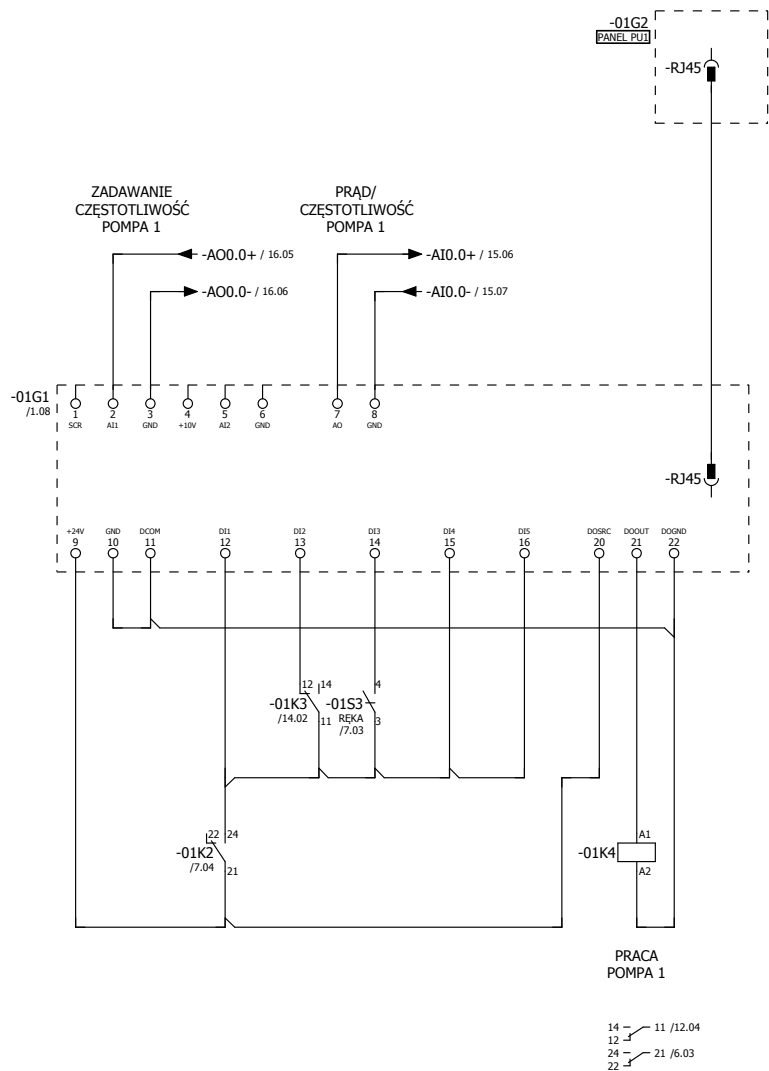 -01G2
PANEL PU1
-RJ45
ZADAWANIE
CZĘSTOTLIWOŚĆ
POMPA 1
PRĄD/
CZĘSTOTLIWOŚĆ
POMPA 1
-AO0.0+ / 16.05
-AI0.0+ / 15.06
-AO0.0- / 16.06
-AI0.0- / 15.07
-01G1
/1.08
1 2 3 4 5 6 7 8
SCR AI1 GND +10V AI2 GND AO GND
-RJ45
+24V GND DCOM DI1 DI2 DI3 DI4 DI5 DOSRC DOOUT DOGND
9 10 11 12 13 14 15 16 20 21 22
12 14 4
-01K3 -01S3
RĘKA
/14.02 11 /7.03 3
22 24 A1
-01K2 -01K4
/7.04 21 A2
PRACA
POMPA 1
14 11 /12.04
12
24 21 /6.03
22